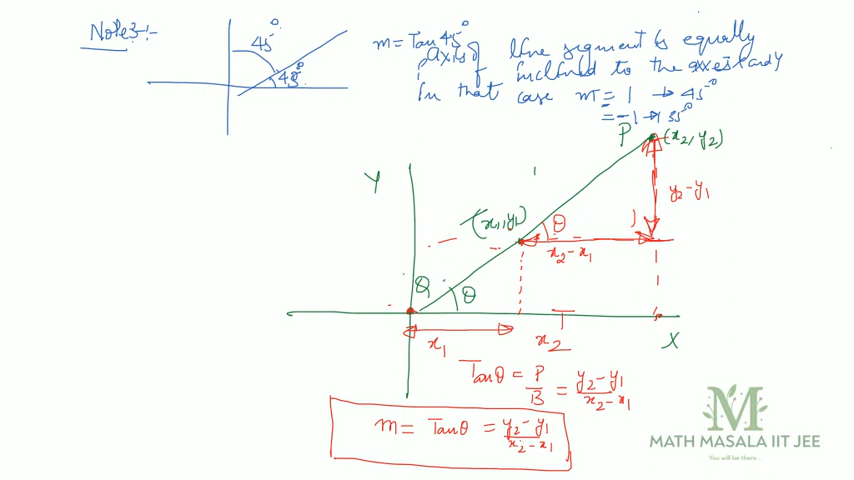 Note3-:-
45°
45°
m = Tan 45°
axis of line segment is equally
inclined to the axes
in that case m = 1 → 45°
= -1 → 135°
P (x2, y2)
Y
y2 - y1
(x1, y1)
θ
x2 - x1
Q
θ
x1
x2
X
Tanθ = P/B = y2 - y1/x2 - x1
m = Tanθ = y2 - y1/x2 - x1
M
MATH MASALA IIT JEE
You will be there...